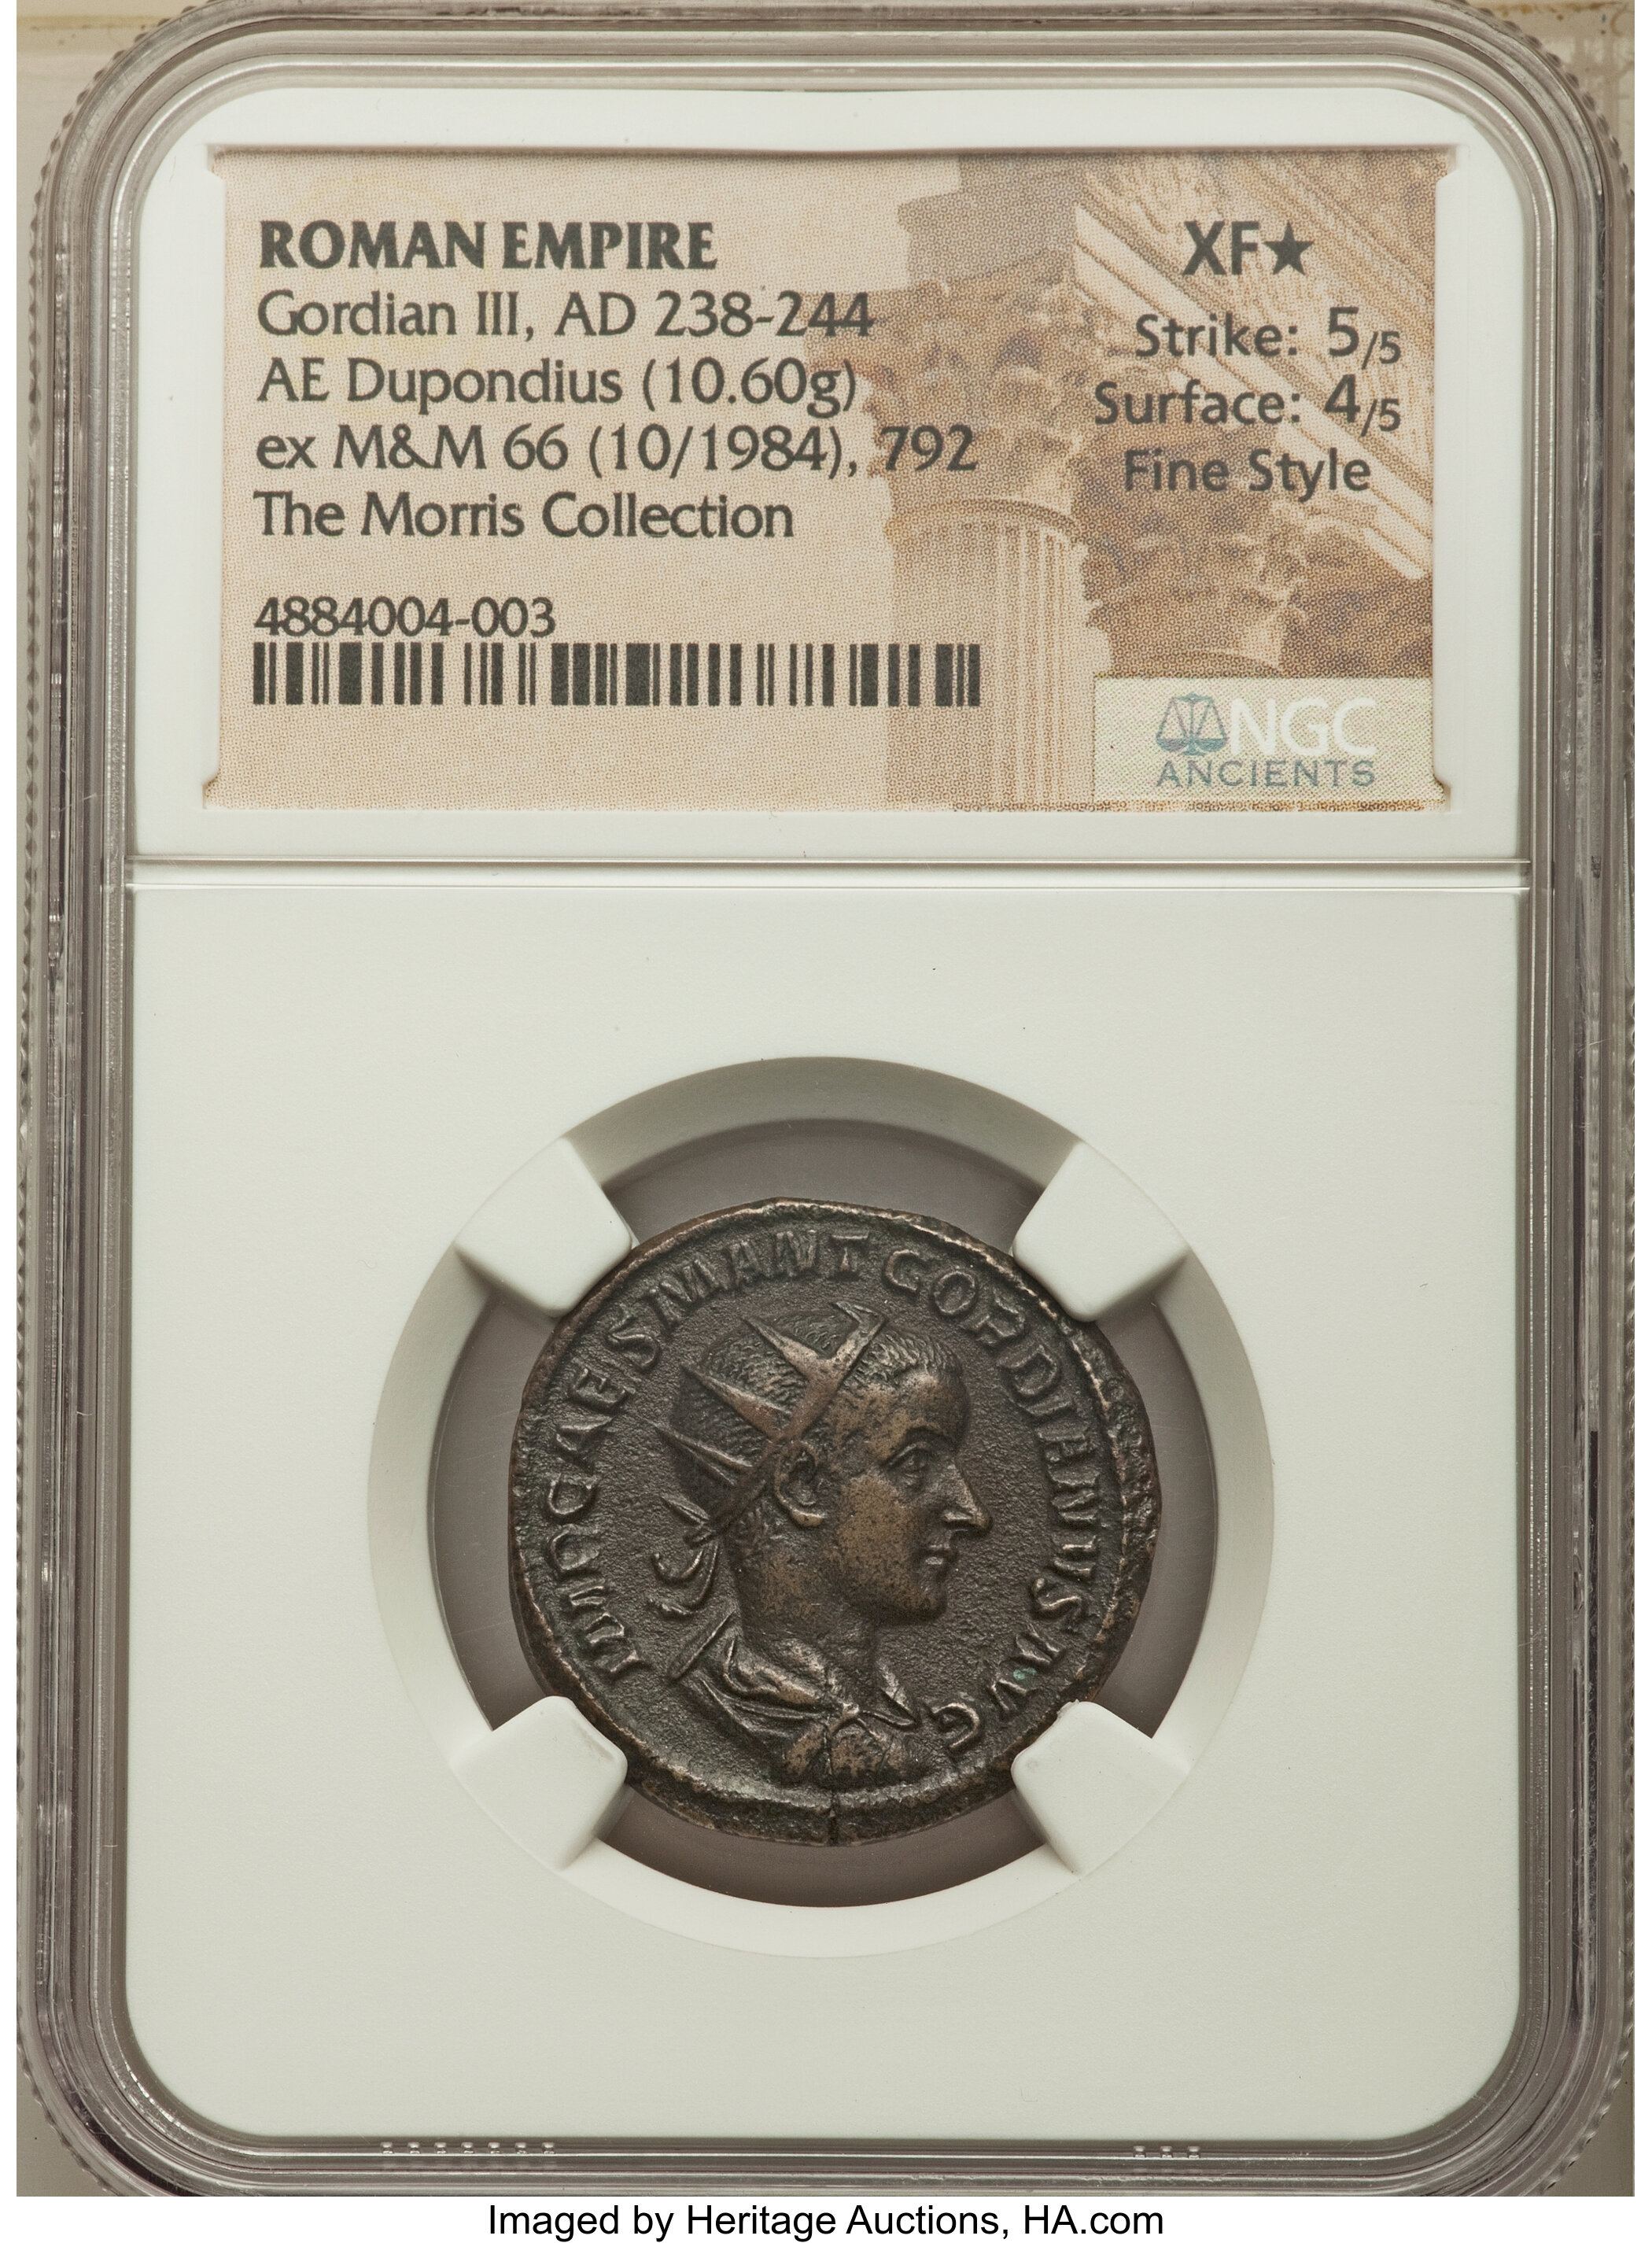 ROMAN EMPIRE
Gordian III, AD 238-244
AE Dupondius (10.60g)
ex M&M 66 (10/1984), 792
The Morris Collection
4884004-003
XF★
Strike: 5/5
Surface: 4/5
Fine Style
NGC
ANCIENTS
IMP CAES M ANT GORDIANVS AVG
Imaged by Heritage Auctions, HA.com